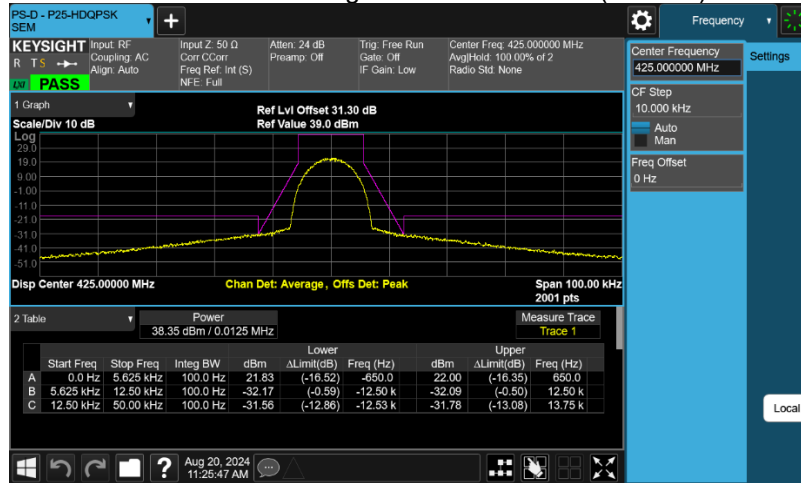 PS-D - P25-HDQPSK
SEM
Frequency
KEYSIGHT
R T S
LXI
PASS
Input: RF
Coupling: AC
Align: Auto
Input Z: 50 Ω
Corr CCorr
Freq Ref: Int (S)
NFE: Full
Atten: 24 dB
Preamp: Off
Trig: Free Run
Gate: Off
IF Gain: Low
Center Freq: 425.000000 MHz
Avg|Hold: 100.00% of 2
Radio Std: None
Center Frequency
425.000000 MHz
Settings
CF Step
10.000 kHz
Auto
Man
Freq Offset
0 Hz
1 Graph
Scale/Div 10 dB
Ref Lvl Offset 31.30 dB
Ref Value 39.0 dBm
Log
29.0
19.0
9.00
-1.00
-11.0
-21.0
-31.0
-41.0
-51.0
Disp Center 425.00000 MHz
Chan Det: Average, Offs Det: Peak
Span 100.00 kHz
2001 pts
2 Table
Power
38.35 dBm / 0.0125 MHz
Measure Trace
Trace 1
Lower Upper
Start Freq Stop Freq Integ BW dBm ΔLimit(dB) Freq (Hz) dBm ΔLimit(dB) Freq (Hz)
A 0.0 Hz 5.625 kHz 100.0 Hz 21.83 (-16.52) -650.0 22.00 (-16.35) 650.0
B 5.625 kHz 12.50 kHz 100.0 Hz -32.17 (-0.59) -12.50 k -32.09 (-0.50) 12.50 k
C 12.50 kHz 50.00 kHz 100.0 Hz -31.56 (-12.86) -12.53 k -31.78 (-13.08) 13.75 k
Local
?
Aug 20, 2024
11:25:47 AM